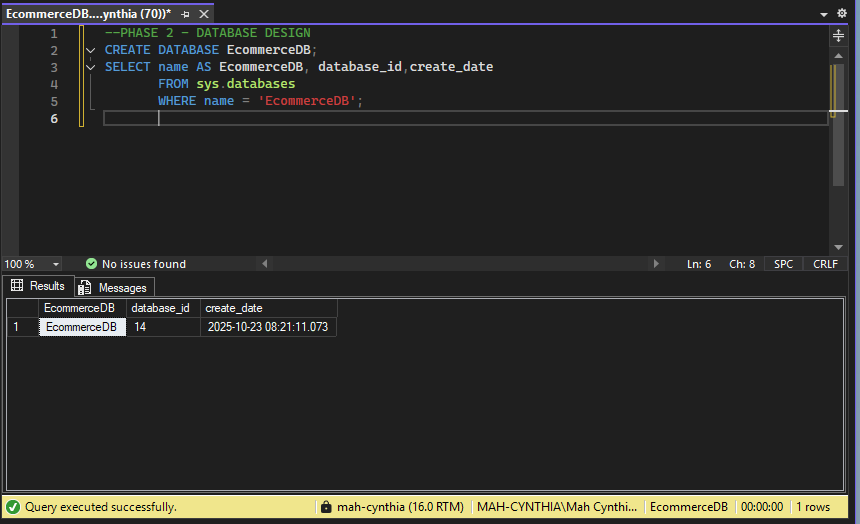 EcommerceDB....ynthia (70))*
1 --PHASE 2 - DATABASE DESIGN
2 CREATE DATABASE EcommerceDB;
3 SELECT name AS EcommerceDB, database_id,create_date
4 FROM sys.databases
5 WHERE name = 'EcommerceDB';
6
100 % No issues found Ln: 6 Ch: 8 SPC CRLF
Results Messages
EcommerceDB database_id create_date
1 EcommerceDB 14 2025-10-23 08:21:11.073
Query executed successfully. mah-cynthia (16.0 RTM) MAH-CYNTHIA\Mah Cynthi... EcommerceDB 00:00:00 1 rows